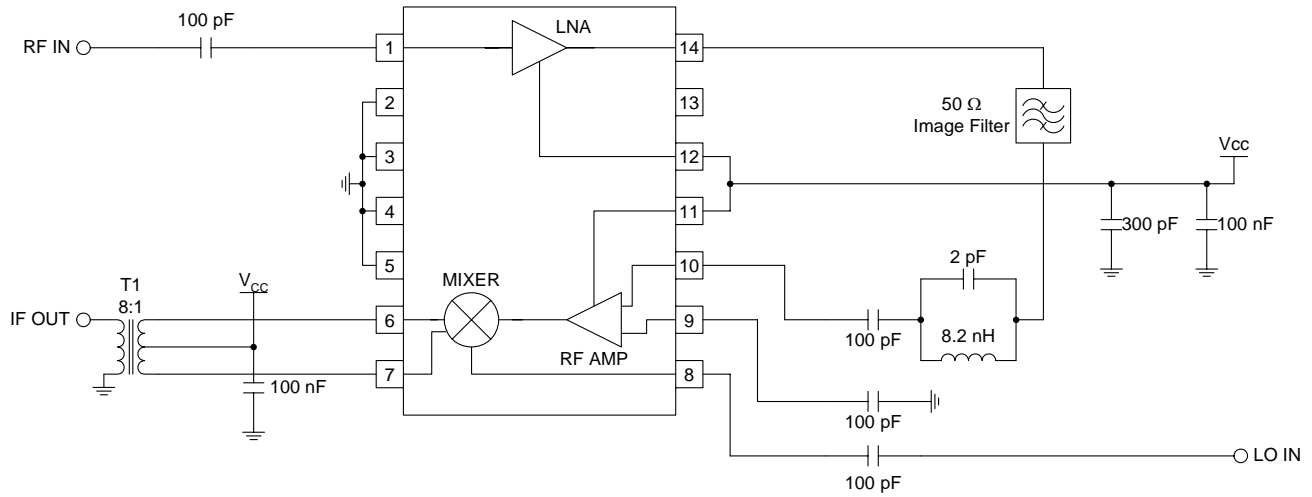 100 pF
RF IN
LNA
1
14
2
13
50 Ω
Image Filter
3
12
Vcc
4
11
300 pF
100 nF
5
10
2 pF
T1
8:1
VCC
MIXER
IF OUT
6
9
100 pF
8.2 nH
RF AMP
7
8
100 nF
100 pF
LO IN
100 pF